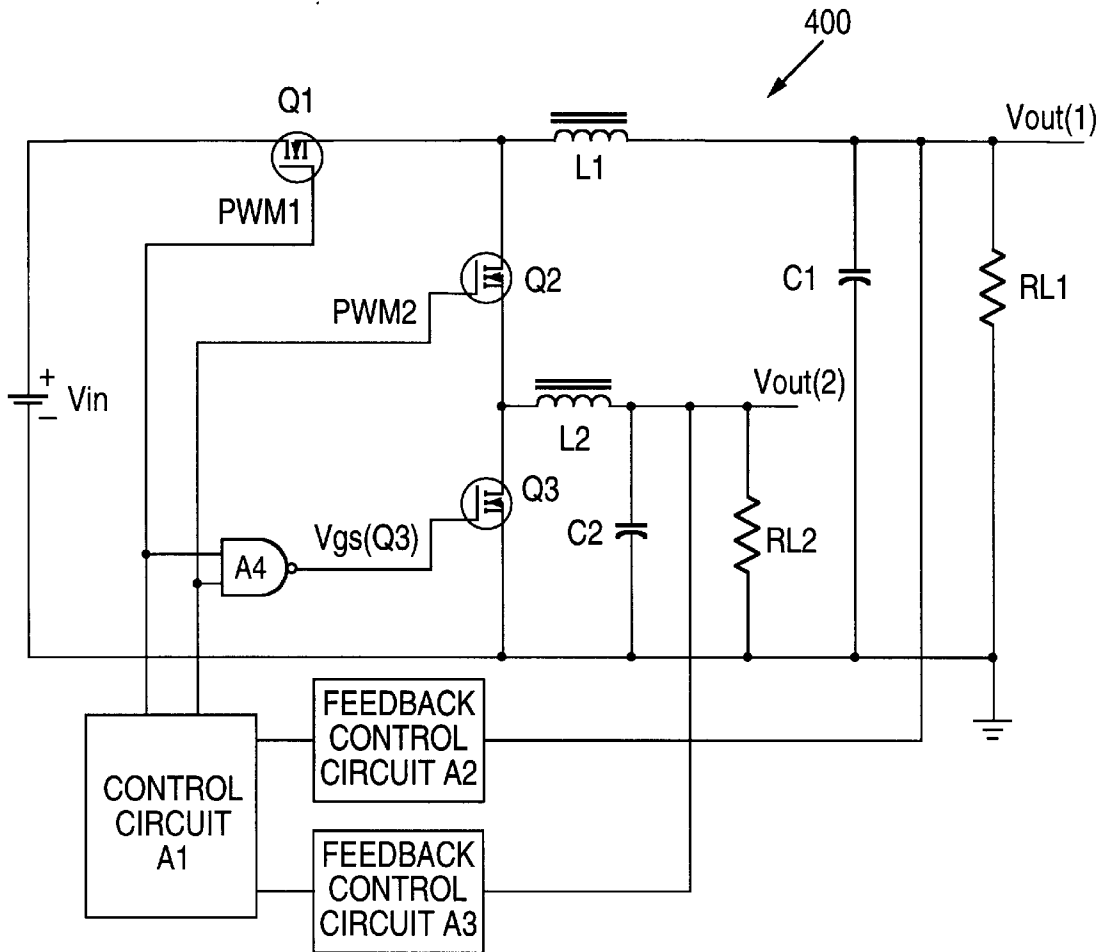 400
Q1
Vout(1)
L1
PWM1
Q2
C1
RL1
PWM2
+
Vin
−
Vout(2)
L2
Q3
Vgs(Q3)
C2
RL2
A4
FEEDBACK
CONTROL
CIRCUIT A2
CONTROL
CIRCUIT
A1
FEEDBACK
CONTROL
CIRCUIT A3